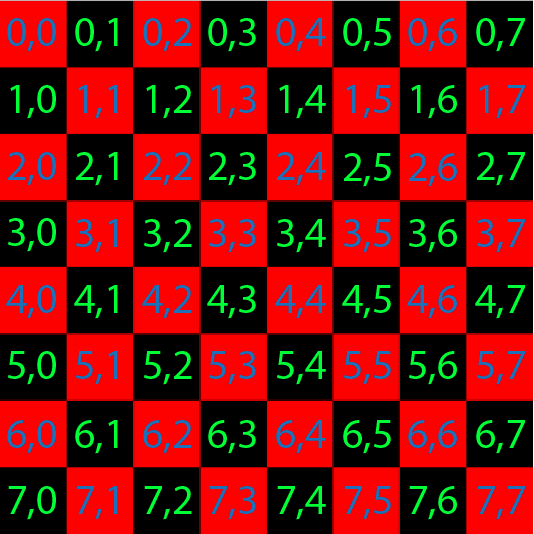 0,0 0,1 0,2 0,3 0,4 0,5 0,6 0,7
1,0 1,1 1,2 1,3 1,4 1,5 1,6 1,7
2,0 2,1 2,2 2,3 2,4 2,5 2,6 2,7
3,0 3,1 3,2 3,3 3,4 3,5 3,6 3,7
4,0 4,1 4,2 4,3 4,4 4,5 4,6 4,7
5,0 5,1 5,2 5,3 5,4 5,5 5,6 5,7
6,0 6,1 6,2 6,3 6,4 6,5 6,6 6,7
7,0 7,1 7,2 7,3 7,4 7,5 7,6 7,7